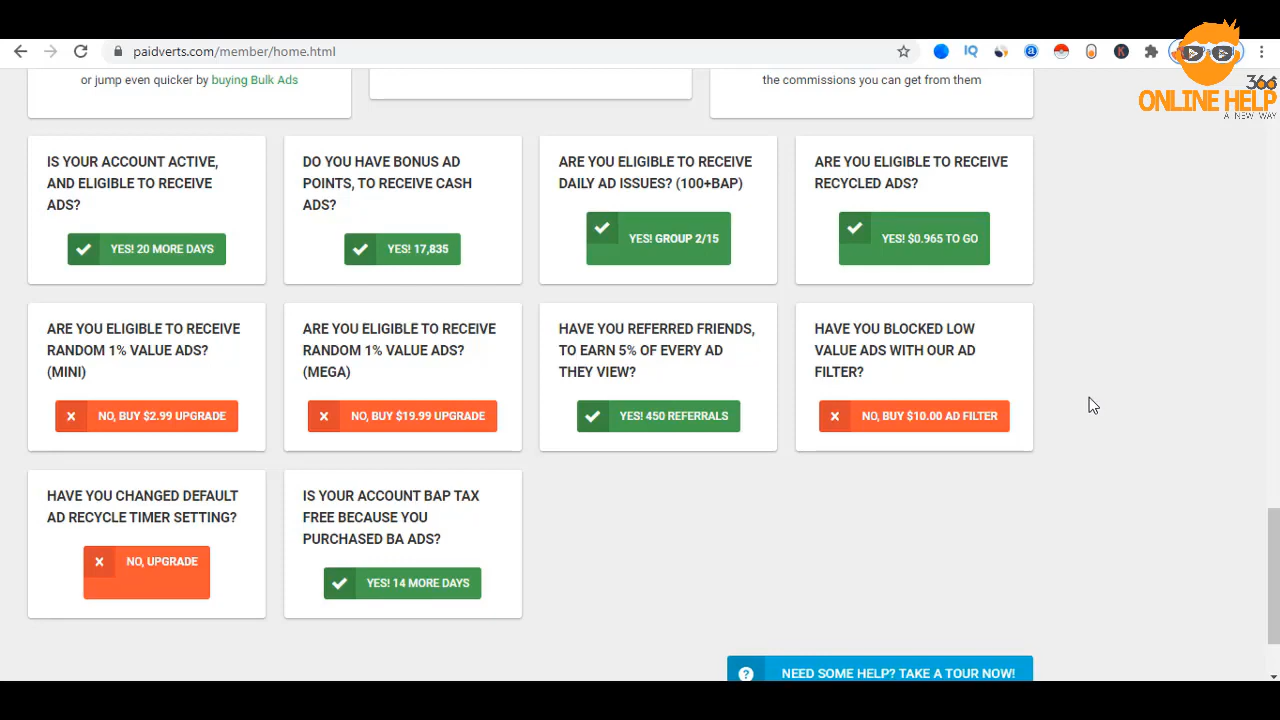 paidverts.com/member/home.html
IQ
366
ONLINE HELP
A NEW WAY
or jump even quicker by buying Bulk Ads
the commissions you can get from them
IS YOUR ACCOUNT ACTIVE,
AND ELIGIBLE TO RECEIVE
ADS?
YES! 20 MORE DAYS
DO YOU HAVE BONUS AD
POINTS, TO RECEIVE CASH
ADS?
YES! 17,835
ARE YOU ELIGIBLE TO RECEIVE
DAILY AD ISSUES? (100+BAP)
YES! GROUP 2/15
ARE YOU ELIGIBLE TO RECEIVE
RECYCLED ADS?
YES! $0.965 TO GO
ARE YOU ELIGIBLE TO RECEIVE
RANDOM 1% VALUE ADS?
(MINI)
NO, BUY $2.99 UPGRADE
ARE YOU ELIGIBLE TO RECEIVE
RANDOM 1% VALUE ADS?
(MEGA)
NO, BUY $19.99 UPGRADE
HAVE YOU REFERRED FRIENDS,
TO EARN 5% OF EVERY AD
THEY VIEW?
YES! 450 REFERRALS
HAVE YOU BLOCKED LOW
VALUE ADS WITH OUR AD
FILTER?
NO, BUY $10.00 AD FILTER
HAVE YOU CHANGED DEFAULT
AD RECYCLE TIMER SETTING?
NO, UPGRADE
IS YOUR ACCOUNT BAP TAX
FREE BECAUSE YOU
PURCHASED BA ADS?
YES! 14 MORE DAYS
NEED SOME HELP? TAKE A TOUR NOW!